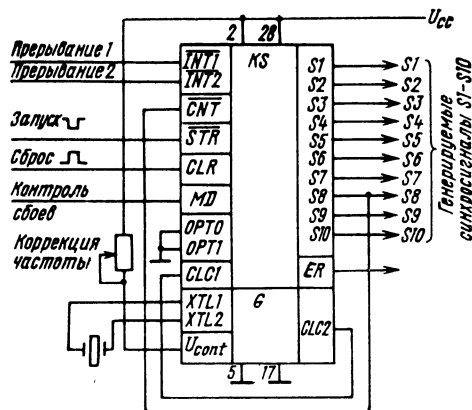 Ucc
2 28
Прерывание 1
Прерывание 2
Запуск
Сброс
Контроль сбоев
Коррекция частоты
INT1
INT2
CNT
STR
CLR
MD
OPT0
OPT1
CLC1
XTL1
XTL2
Ucont
KS
G
S1
S2
S3
S4
S5
S6
S7
S8
S9
S10
ER
CLC2
S1
S2
S3
S4
S5
S6
S7
S8
S9
S10
Генерируемые
синхросигналы S1-S10
5 17